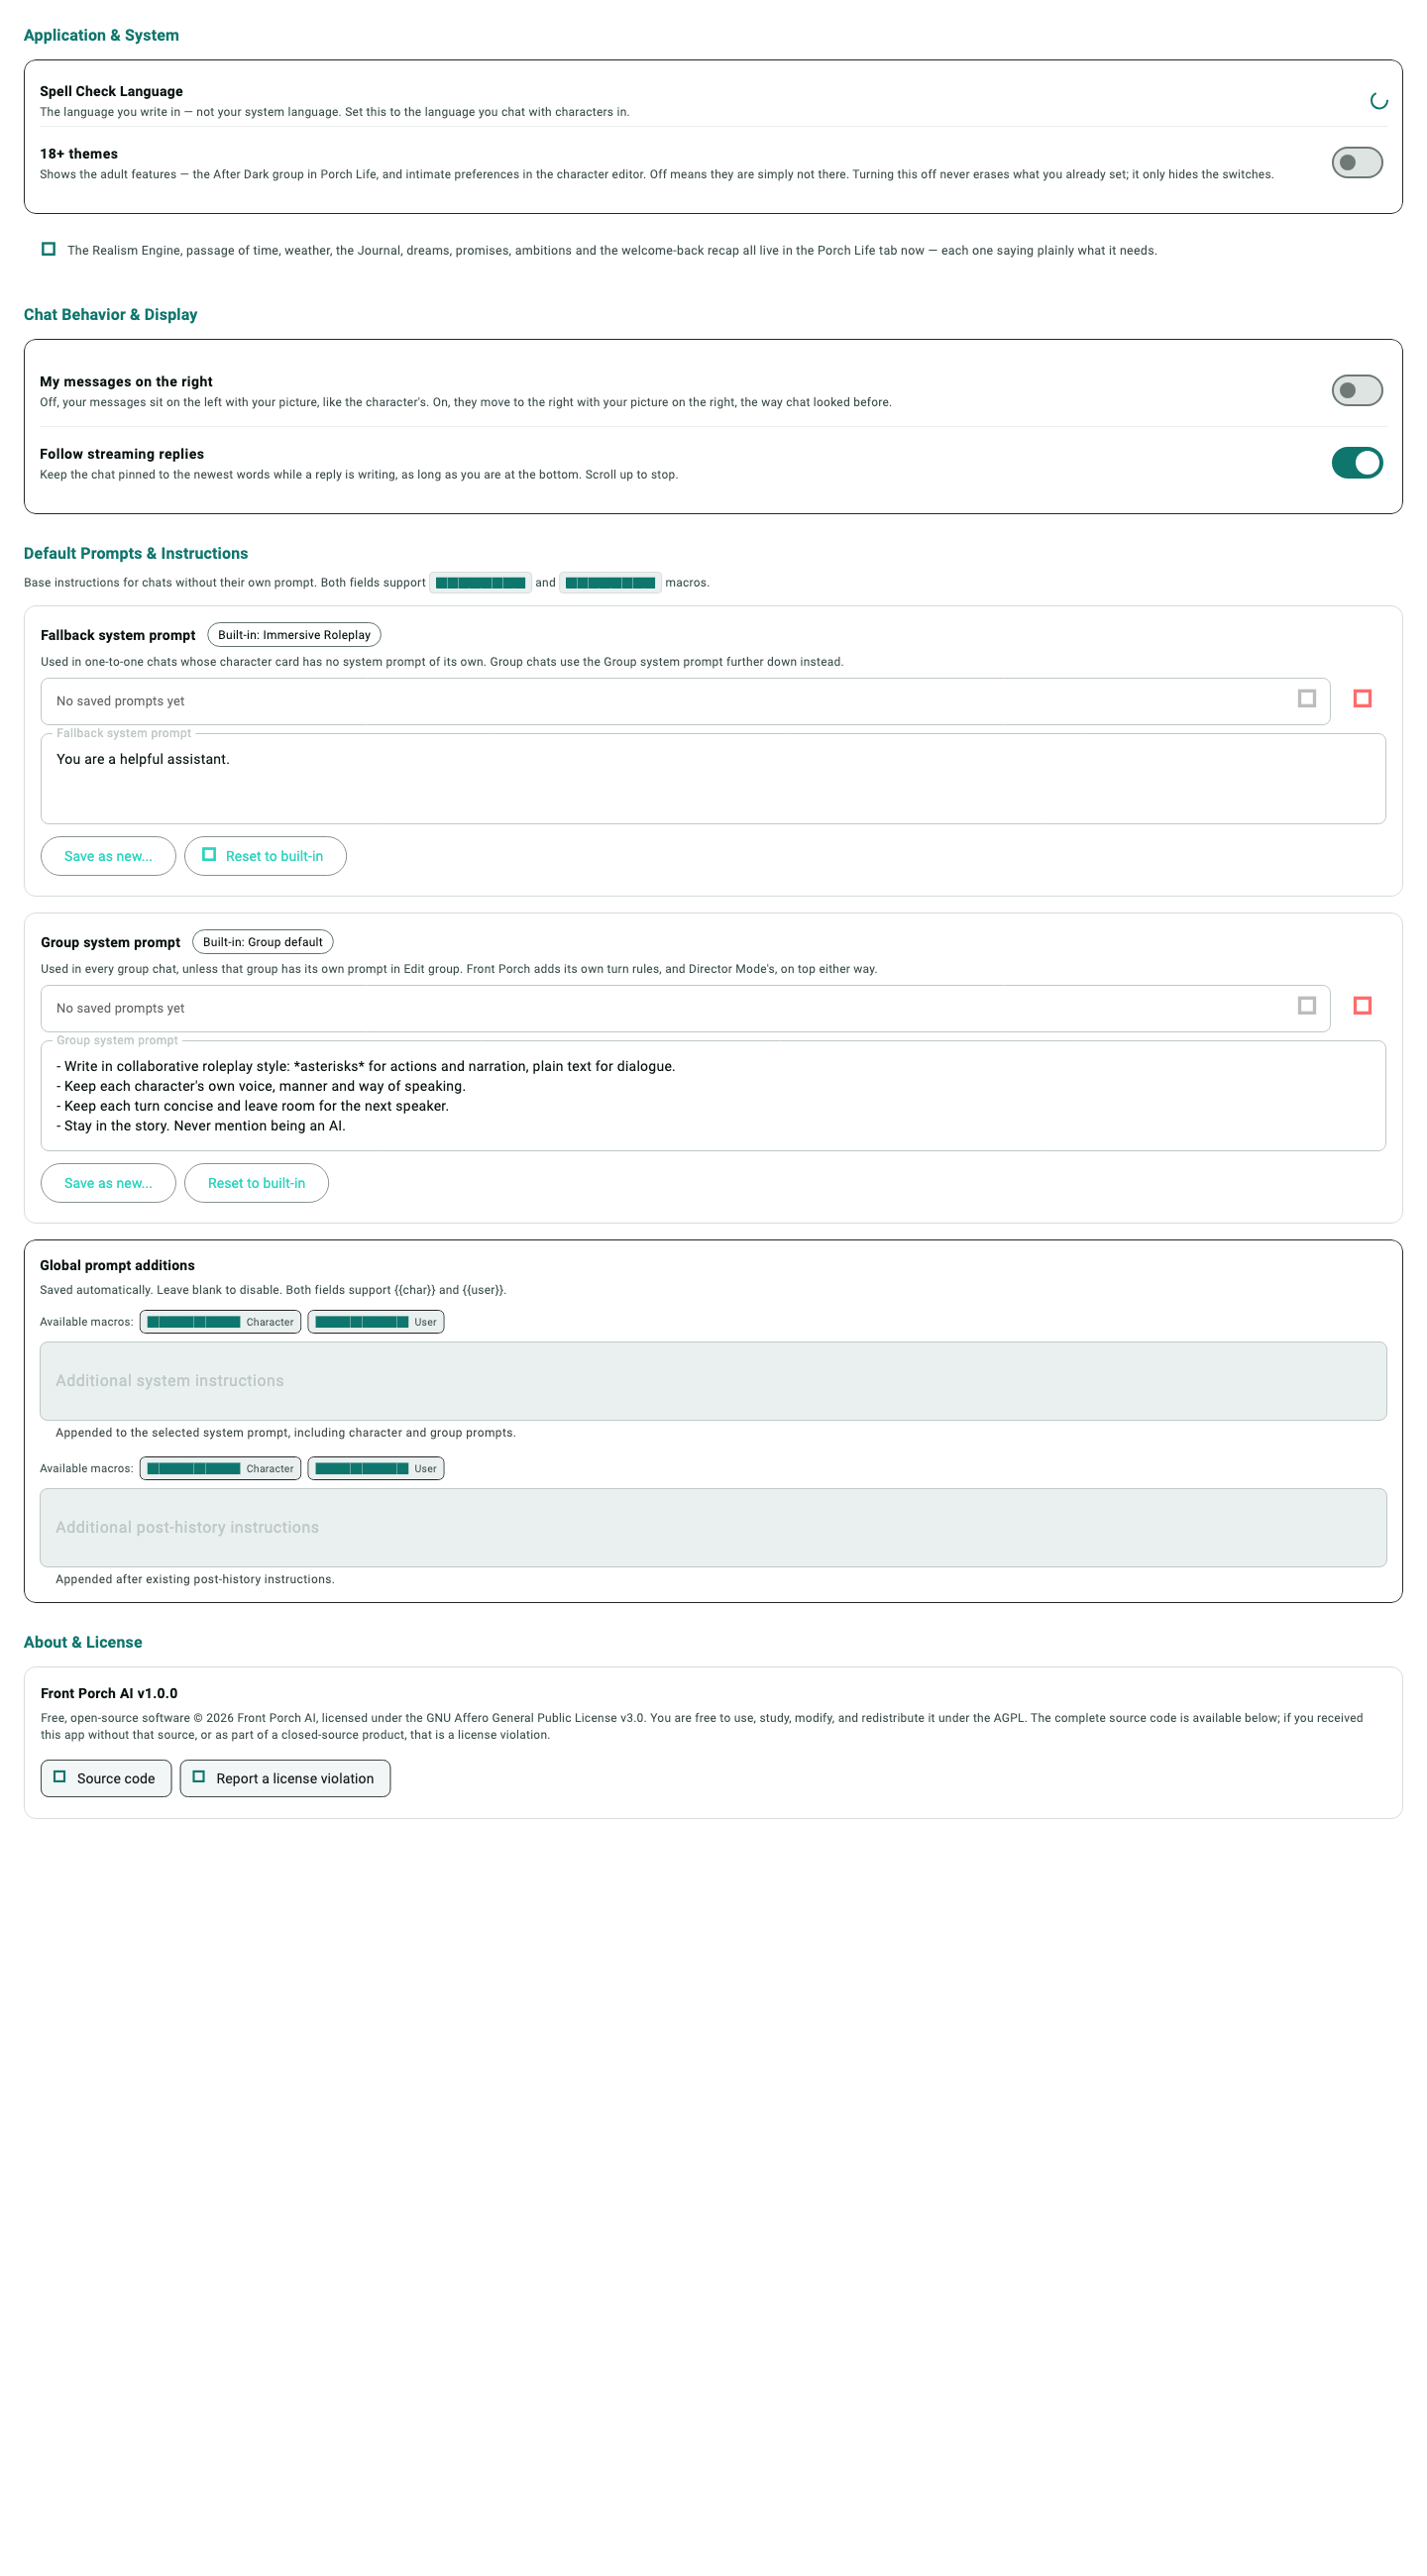 Application & System
Spell Check Language
The language you write in — not your system language. Set this to the language you chat with characters in.
18+ themes
Shows the adult features — the After Dark group in Porch Life, and intimate preferences in the character editor. Off means they are simply not there. Turning this off never erases what you already set; it only hides the switches.
The Realism Engine, passage of time, weather, the Journal, dreams, promises, ambitions and the welcome-back recap all live in the Porch Life tab now — each one saying plainly what it needs.
Chat Behavior & Display
My messages on the right
Off, your messages sit on the left with your picture, like the character's. On, they move to the right with your picture on the right, the way chat looked before.
Follow streaming replies
Keep the chat pinned to the newest words while a reply is writing, as long as you are at the bottom. Scroll up to stop.
Default Prompts & Instructions
Base instructions for chats without their own prompt. Both fields support and macros.
Fallback system prompt Built-in: Immersive Roleplay
Used in one-to-one chats whose character card has no system prompt of its own. Group chats use the Group system prompt further down instead.
No saved prompts yet
Fallback system prompt
You are a helpful assistant.
Save as new... Reset to built-in
Group system prompt Built-in: Group default
Used in every group chat, unless that group has its own prompt in Edit group. Front Porch adds its own turn rules, and Director Mode's, on top either way.
No saved prompts yet
Group system prompt
- Write in collaborative roleplay style: *asterisks* for actions and narration, plain text for dialogue.
- Keep each character's own voice, manner and way of speaking.
- Keep each turn concise and leave room for the next speaker.
- Stay in the story. Never mention being an AI.
Save as new... Reset to built-in
Global prompt additions
Saved automatically. Leave blank to disable. Both fields support {{char}} and {{user}}.
Available macros: Character User
Additional system instructions
Appended to the selected system prompt, including character and group prompts.
Available macros: Character User
Additional post-history instructions
Appended after existing post-history instructions.
About & License
Front Porch AI v1.0.0
Free, open-source software © 2026 Front Porch AI, licensed under the GNU Affero General Public License v3.0. You are free to use, study, modify, and redistribute it under the AGPL. The complete source code is available below; if you received
this app without that source, or as part of a closed-source product, that is a license violation.
Source code Report a license violation